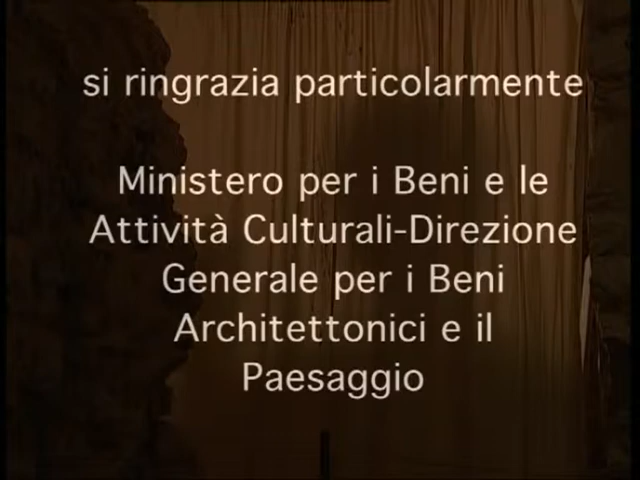 si ringrazia particolarmente
Ministero per i Beni e le
Attività Culturali-Direzione
Generale per i Beni
Architettonici e il
Paesaggio